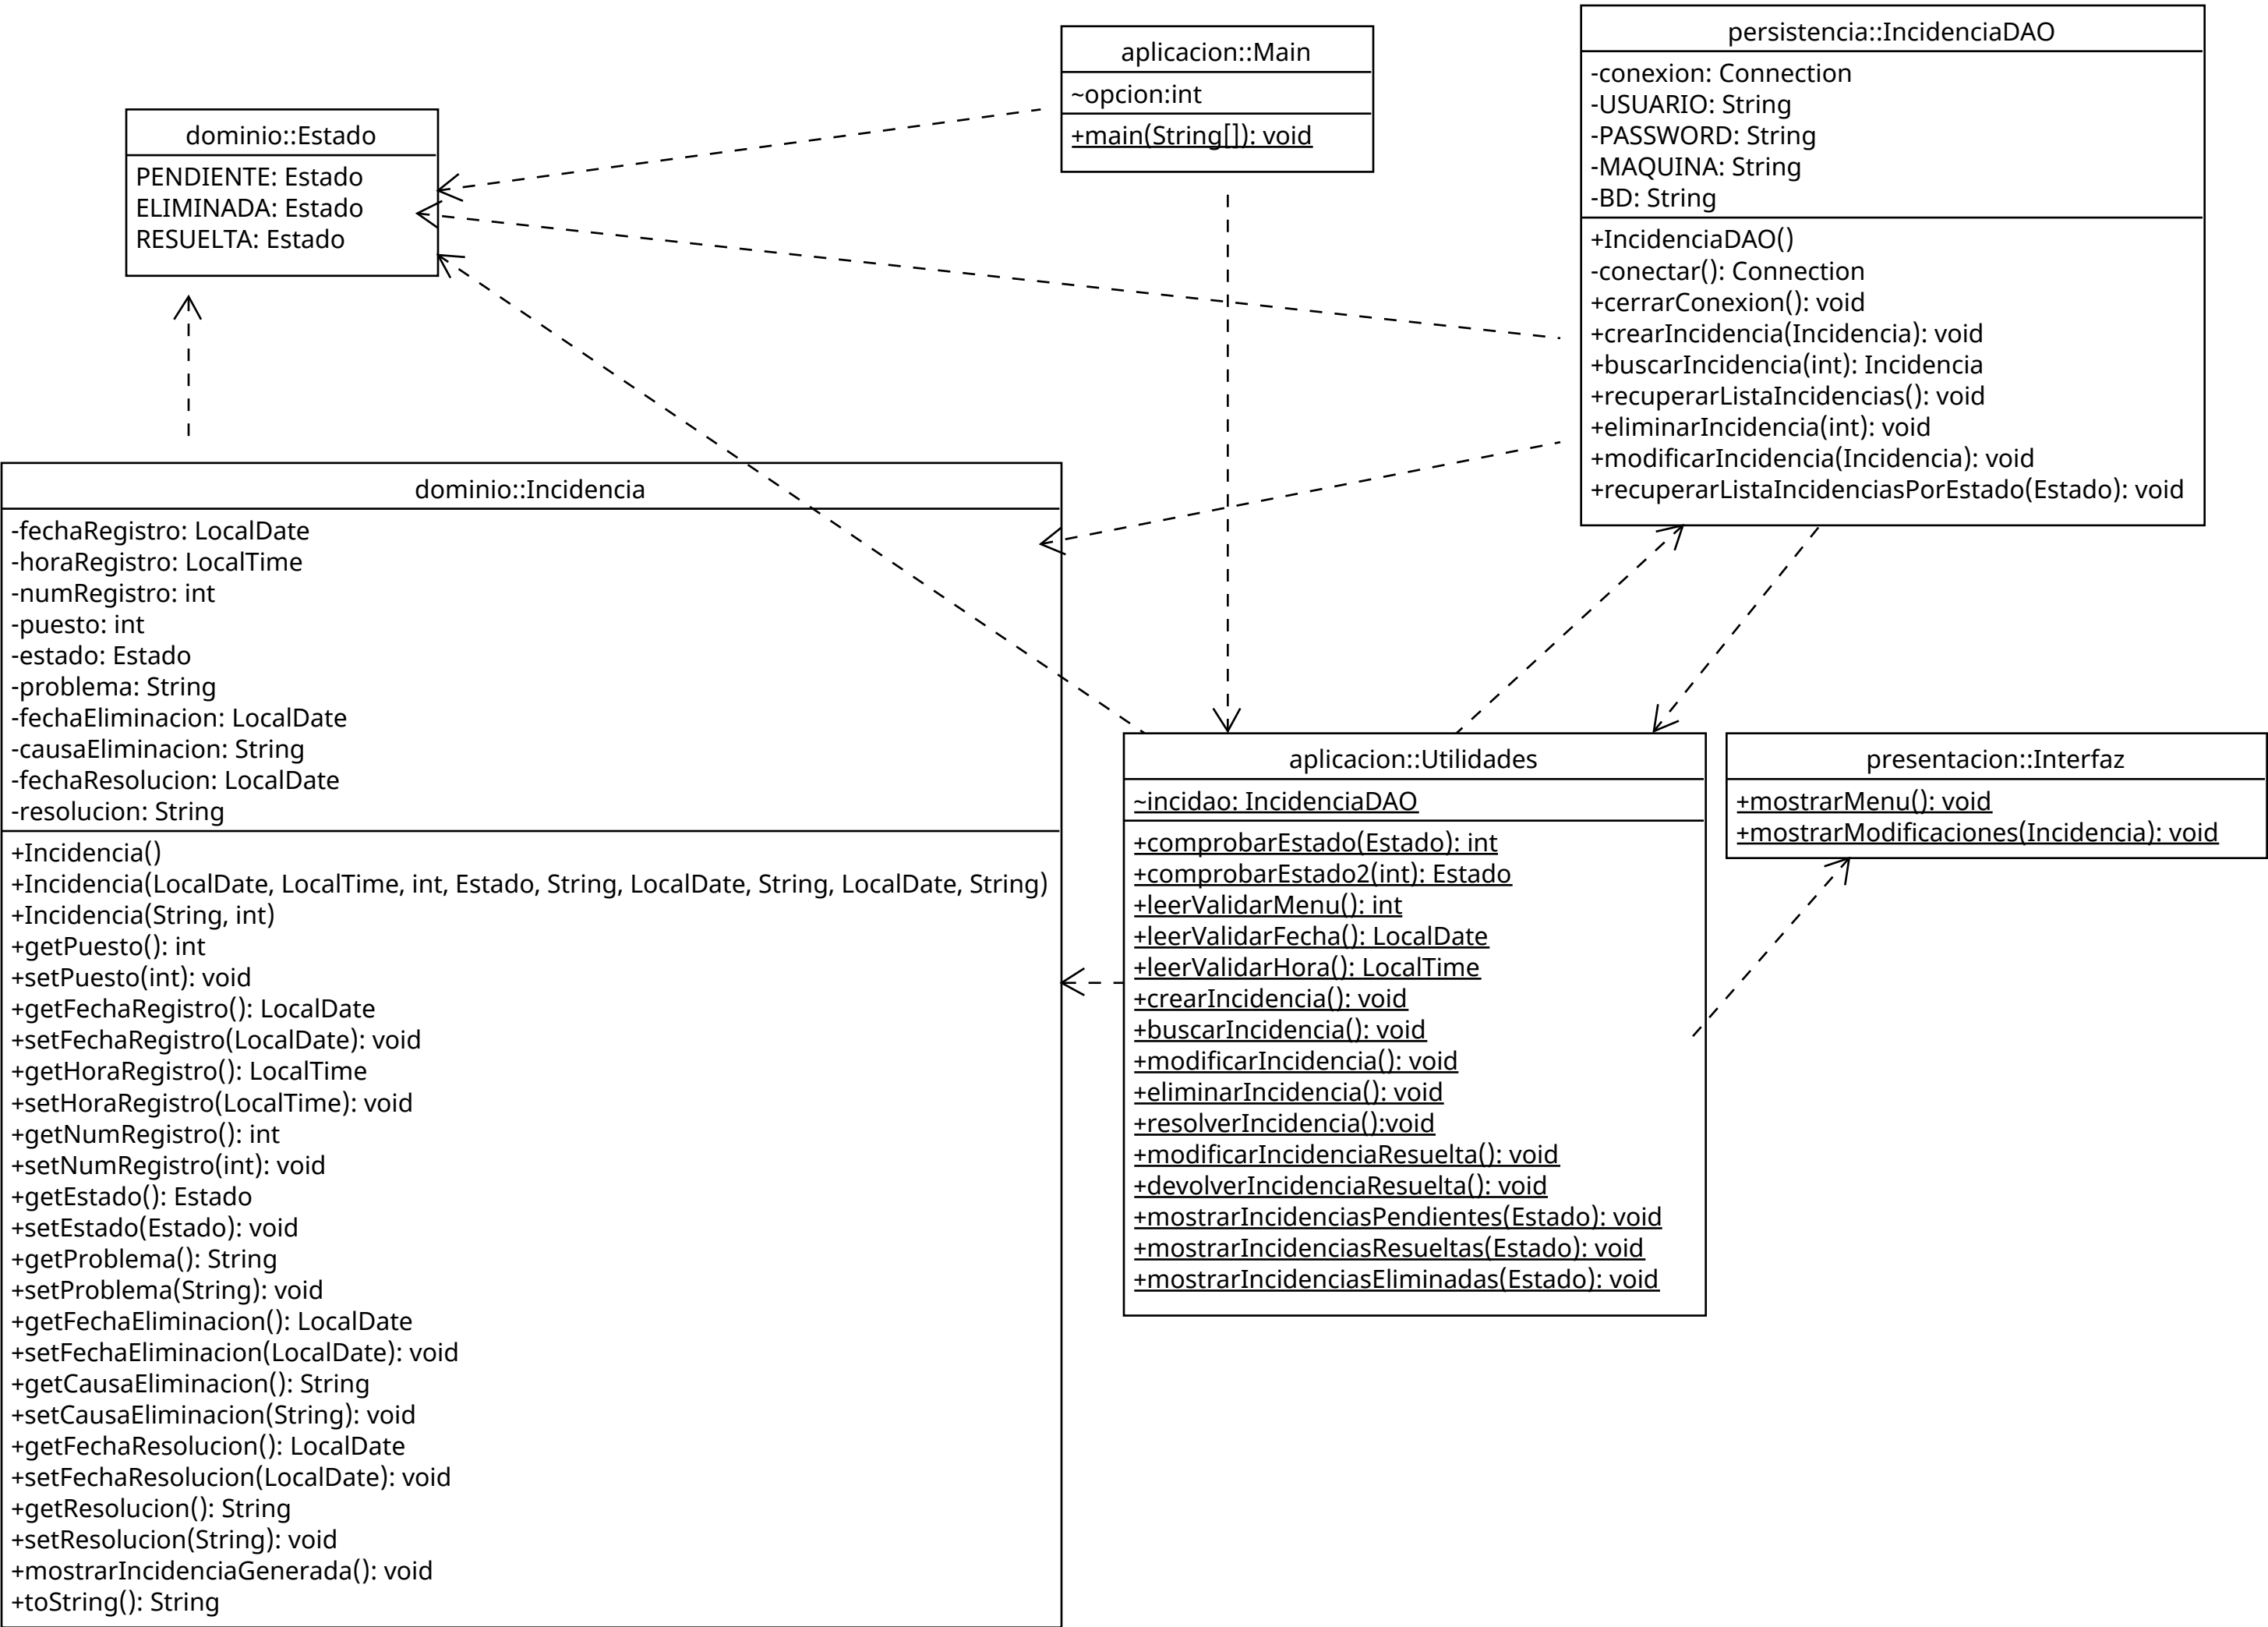 dominio::Estado
PENDIENTE: Estado
ELIMINADA: Estado
RESUELTA: Estado
aplicacion::Main
~opcion:int
+main(String[]): void
persistencia::IncidenciaDAO
-conexion: Connection
-USUARIO: String
-PASSWORD: String
-MAQUINA: String
-BD: String
+IncidenciaDAO()
-conectar(): Connection
+cerrarConexion(): void
+crearIncidencia(Incidencia): void
+buscarIncidencia(int): Incidencia
+recuperarListaIncidencias(): void
+eliminarIncidencia(int): void
+modificarIncidencia(Incidencia): void
+recuperarListaIncidenciasPorEstado(Estado): void
dominio::Incidencia
-fechaRegistro: LocalDate
-horaRegistro: LocalTime
-numRegistro: int
-puesto: int
-estado: Estado
-problema: String
-fechaEliminacion: LocalDate
-causaEliminacion: String
-fechaResolucion: LocalDate
-resolucion: String
+Incidencia()
+Incidencia(LocalDate, LocalTime, int, Estado, String, LocalDate, String, LocalDate, String)
+Incidencia(String, int)
+getPuesto(): int
+setPuesto(int): void
+getFechaRegistro(): LocalDate
+setFechaRegistro(LocalDate): void
+getHoraRegistro(): LocalTime
+setHoraRegistro(LocalTime): void
+getNumRegistro(): int
+setNumRegistro(int): void
+getEstado(): Estado
+setEstado(Estado): void
+getProblema(): String
+setProblema(String): void
+getFechaEliminacion(): LocalDate
+setFechaEliminacion(LocalDate): void
+getCausaEliminacion(): String
+setCausaEliminacion(String): void
+getFechaResolucion(): LocalDate
+setFechaResolucion(LocalDate): void
+getResolucion(): String
+setResolucion(String): void
+mostrarIncidenciaGenerada(): void
+toString(): String
aplicacion::Utilidades
~incidao: IncidenciaDAO
+comprobarEstado(Estado): int
+comprobarEstado2(int): Estado
+leerValidarMenu(): int
+leerValidarFecha(): LocalDate
+leerValidarHora(): LocalTime
+crearIncidencia(): void
+buscarIncidencia(): void
+modificarIncidencia(): void
+eliminarIncidencia(): void
+resolverIncidencia():void
+modificarIncidenciaResuelta(): void
+devolverIncidenciaResuelta(): void
+mostrarIncidenciasPendientes(Estado): void
+mostrarIncidenciasResueltas(Estado): void
+mostrarIncidenciasEliminadas(Estado): void
presentacion::Interfaz
+mostrarMenu(): void
+mostrarModificaciones(Incidencia): void